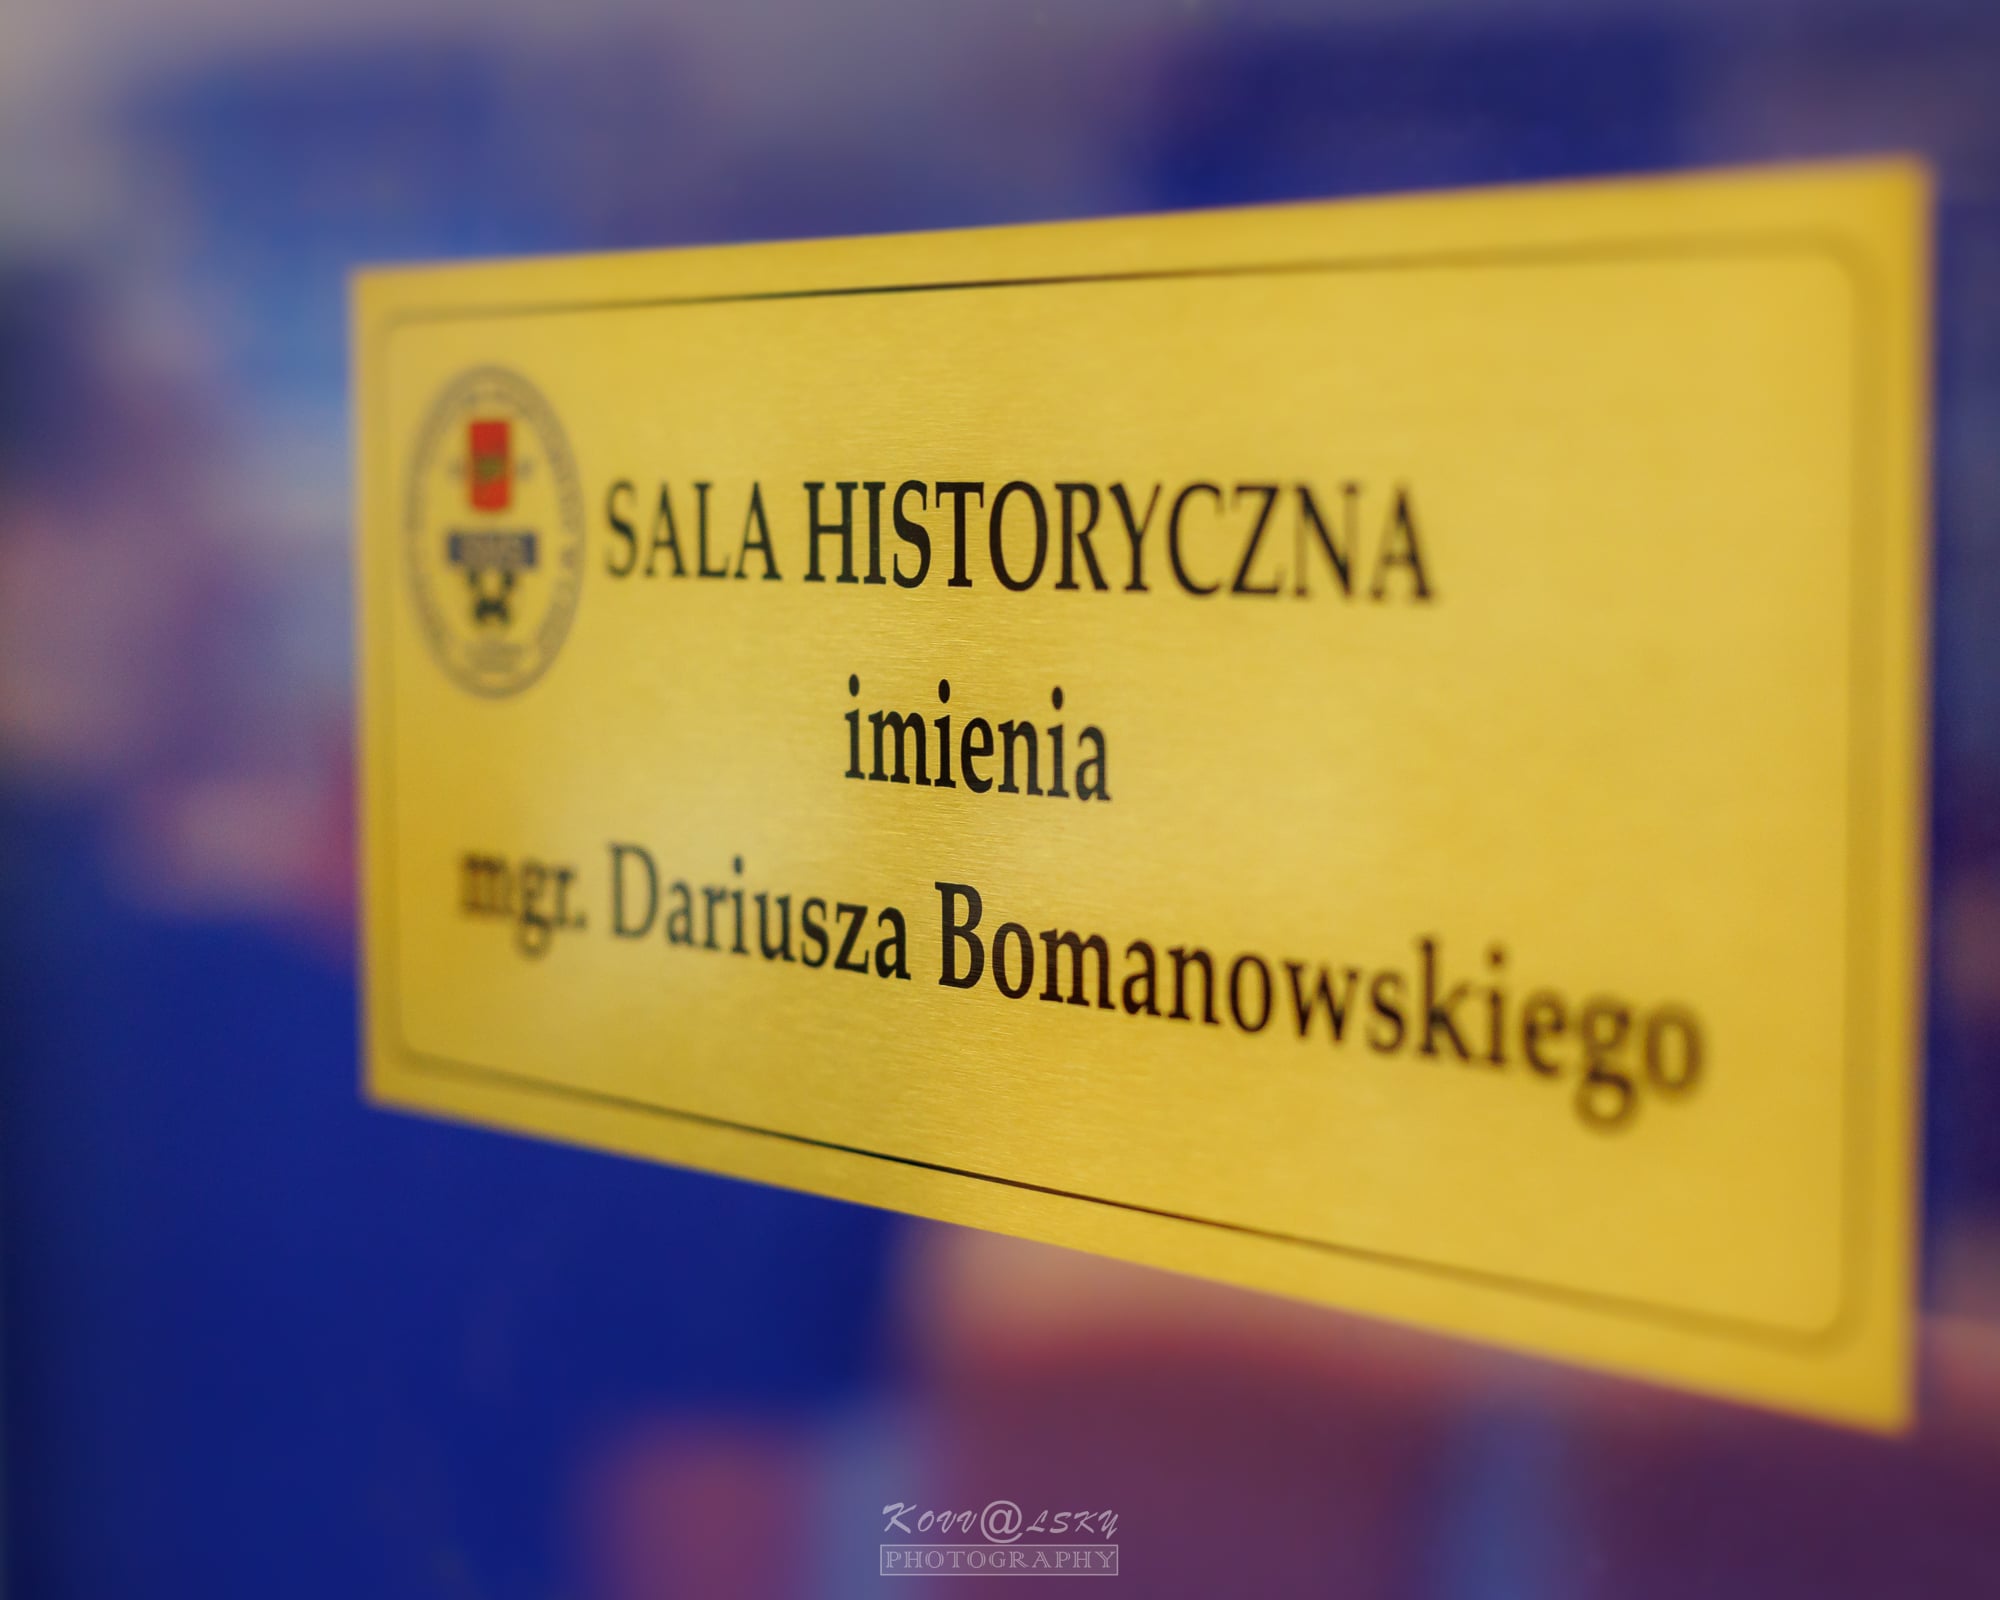 SALA HISTORYCZNA
imienia
mgr. Dariusza Bomanowskiego
Kovv@lsky
PHOTOGRAPHY